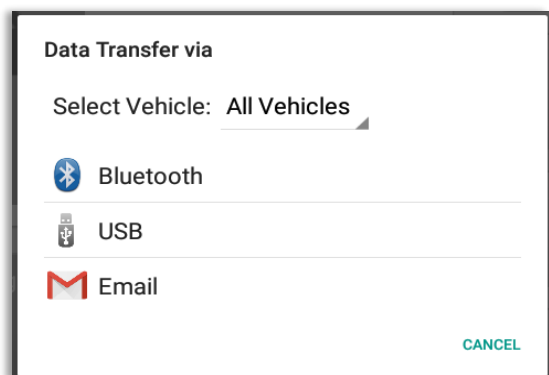 Data Transfer via
Select Vehicle: All Vehicles
Bluetooth
USB
Email
CANCEL